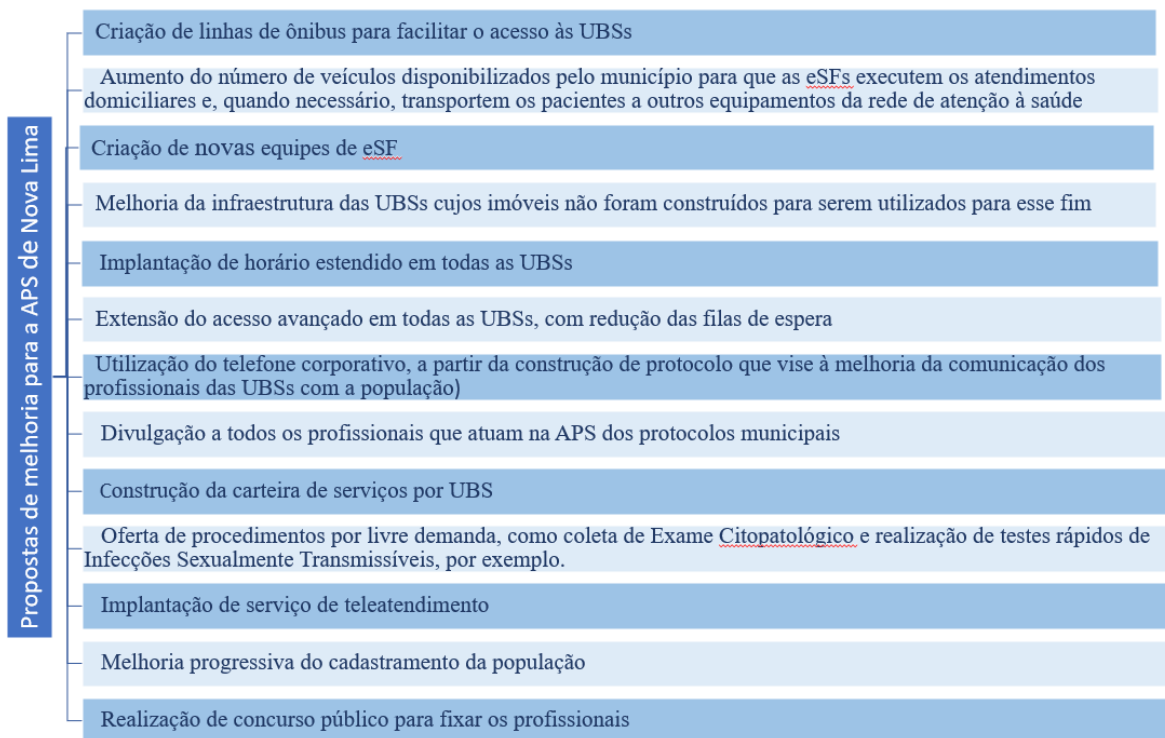 Propostas de melhoria para a APS de Nova Lima
Criação de linhas de ônibus para facilitar o acesso às UBSs
Aumento do número de veículos disponibilizados pelo município para que as eSFs executem os atendimentos
domiciliares e, quando necessário, transportem os pacientes a outros equipamentos da rede de atenção à saúde
Criação de novas equipes de eSF
Melhoria da infraestrutura das UBSs cujos imóveis não foram construídos para serem utilizados para esse fim
Implantação de horário estendido em todas as UBSs
Extensão do acesso avançado em todas as UBSs, com redução das filas de espera
Utilização do telefone corporativo, a partir da construção de protocolo que vise à melhoria da comunicação dos
profissionais das UBSs com a população)
Divulgação a todos os profissionais que atuam na APS dos protocolos municipais
Construção da carteira de serviços por UBS
Oferta de procedimentos por livre demanda, como coleta de Exame Citopatológico e realização de testes rápidos de
Infecções Sexualmente Transmissíveis, por exemplo.
Implantação de serviço de teleatendimento
Melhoria progressiva do cadastramento da população
Realização de concurso público para fixar os profissionais